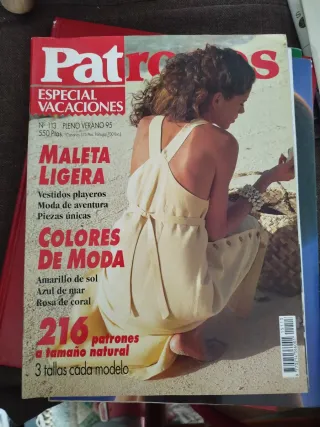 Patrones
ESPECIAL
VACACIONES
Nº 113 PLENO VERANO 95
550 Ptas.
MALETA
LIGERA
Vestidos playeros
Moda de aventura
Piezas únicas
COLORES
DE MODA
Amarillo de sol
Azul de mar
Rosa de coral
216 patrones
a tamaño natural
3 tallas cada modelo